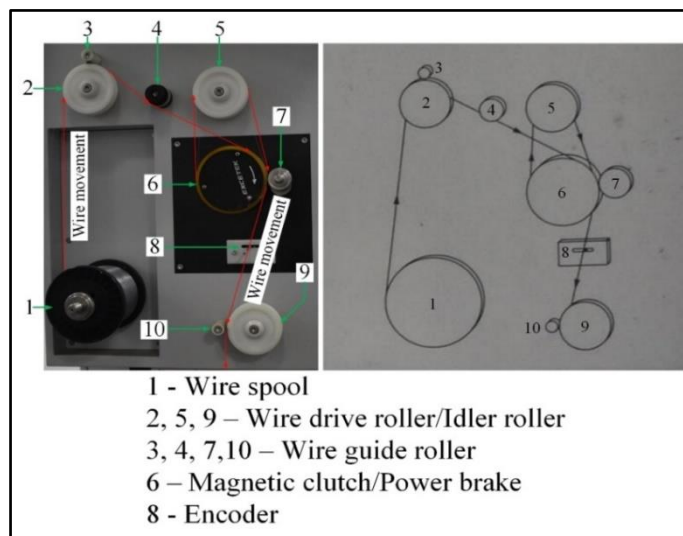 3 4 5
2
7
6
8
9
1
10
Wire movement
ENCODER
Wire movement
3
2
4
5
6
7
8
1
10
9
1 - Wire spool
2, 5, 9 – Wire drive roller/Idler roller
3, 4, 7,10 – Wire guide roller
6 – Magnetic clutch/Power brake
8 - Encoder